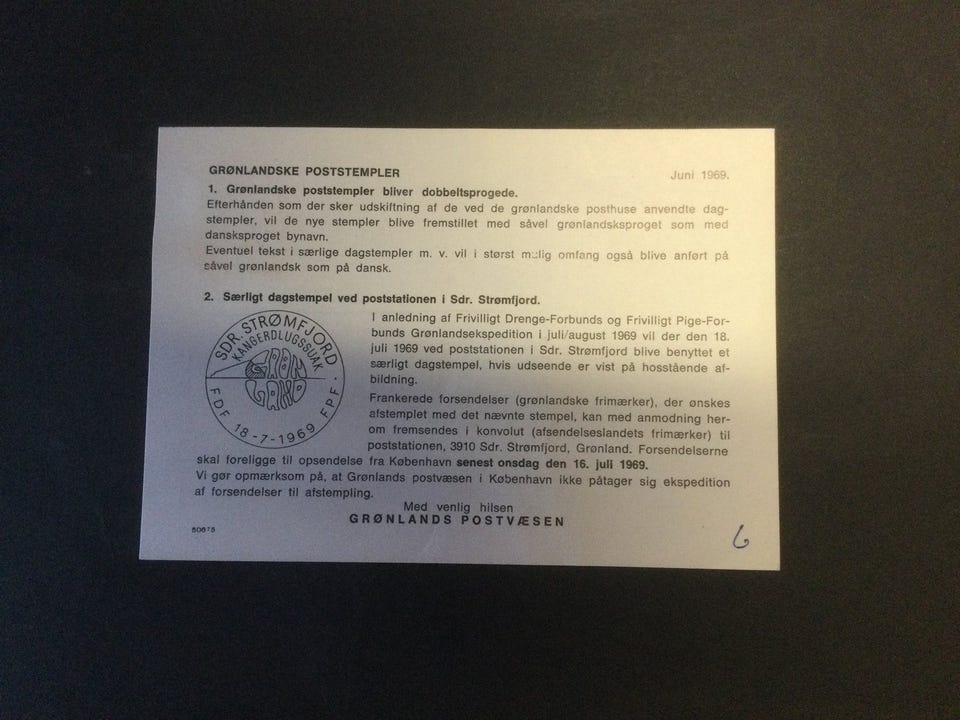 GRØNLANDSKE POSTSTEMPLER
Juni 1969.
1. Grønlandske poststempler bliver dobbeltsprogede.
Efterhånden som der sker udskiftning af de ved de grønlandske posthuse anvendte dag-
stempler, vil de nye stempler blive fremstillet med såvel grønlandsksproget som med
dansksproget bynavn.
Eventuel tekst i særlige dagstempler m. v. vil i størst mulig omfang også blive anført på
såvel grønlandsk som på dansk.
2. Særligt dagstempel ved poststationen i Sdr. Strømfjord.
SDR. STRØMFJORD
KANGERDLUGSSUAK
GRØN
LAND
FDF 18-7-1969 FPF.
I anledning af Frivilligt Drenge-Forbunds og Frivilligt Pige-For-
bunds Grønlandsekspedition i juli/august 1969 vil der den 18.
juli 1969 ved poststationen i Sdr. Strømfjord blive benyttet et
særligt dagstempel, hvis udseende er vist på hosstående af-
bildning.
Frankerede forsendelser (grønlandske frimærker), der ønskes
afstemplet med det nævnte stempel, kan med anmodning her-
om fremsendes i konvolut (afsendelseslandets frimærker) til
poststationen, 3910 Sdr. Strømfjord, Grønland. Forsendelserne
skal foreligge til opsendelse fra København senest onsdag den 16. juli 1969.
Vi gør opmærksom på, at Grønlands postvæsen i København ikke påtager sig ekspedition
af forsendelser til afstempling.
Med venlig hilsen
GRØNLANDS POSTVÆSEN
50675
6